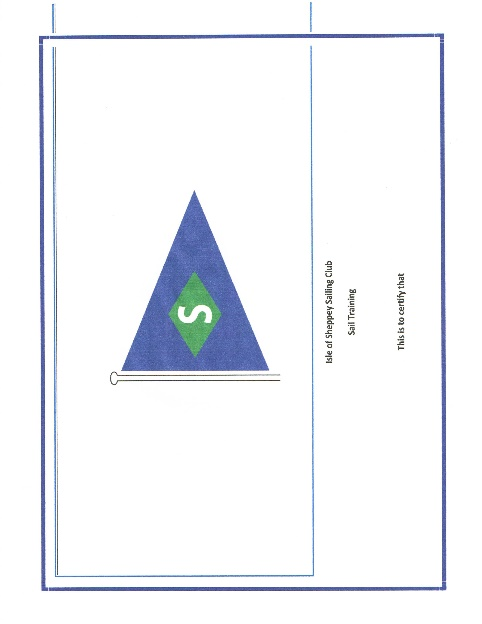 S
Isle of Sheppey Sailing Club
Sail Training
This is to certify that